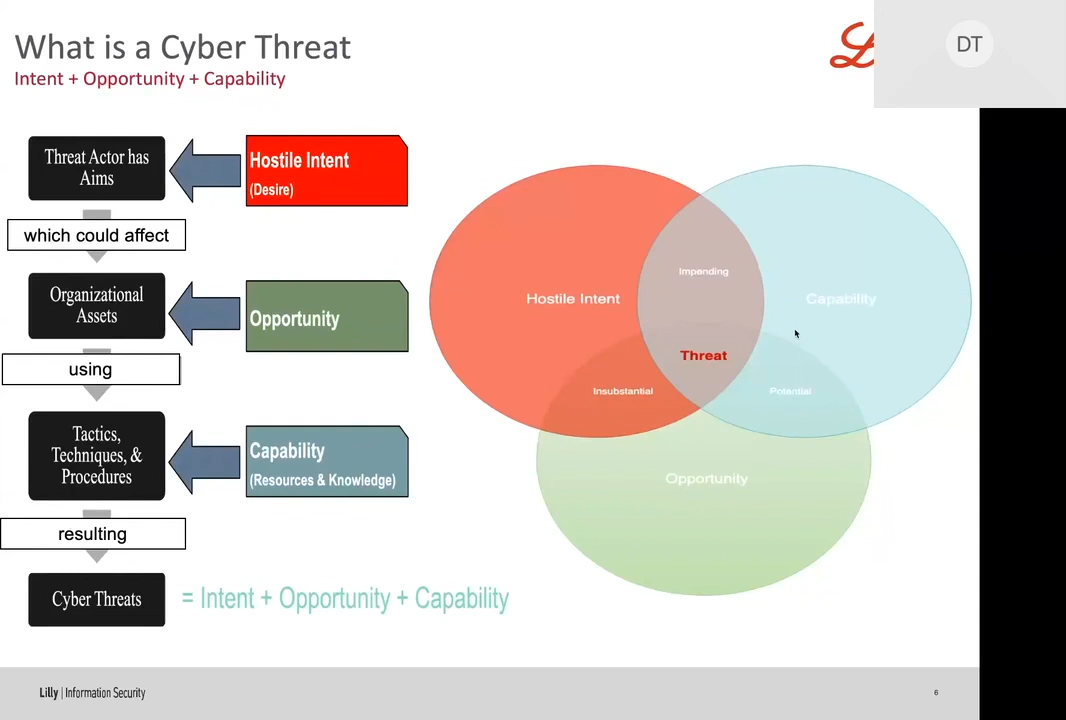 What is a Cyber Threat
Intent + Opportunity + Capability
DT
Threat Actor has
Aims
Hostile Intent
(Desire)
which could affect
Organizational
Assets
Opportunity
using
Tactics,
Techniques, &
Procedures
Capability
(Resources & Knowledge)
resulting
Cyber Threats
= Intent + Opportunity + Capability
Hostile Intent
Impending
Capability
Threat
Insubstantial
Potential
Opportunity
Lilly | Information Security
6